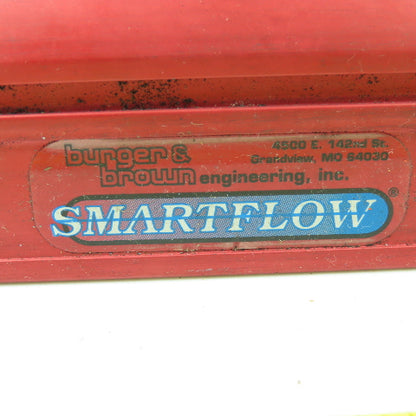 burger &
brown engineering, inc.
4500 E. 142nd St.
Grandview, MO 64030
SMARTFLOW®